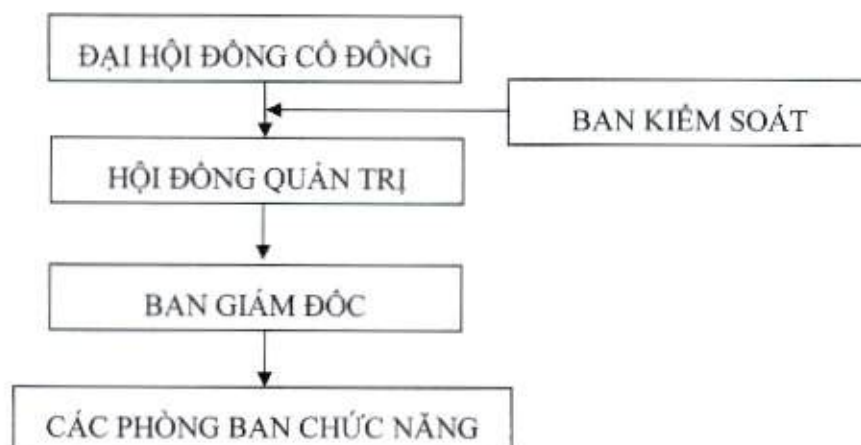 ĐẠI HỘI ĐỒNG CỔ ĐÔNG
BAN KIỂM SOÁT
HỘI ĐỒNG QUẢN TRỊ
BAN GIÁM ĐỐC
CÁC PHÒNG BAN CHỨC NĂNG